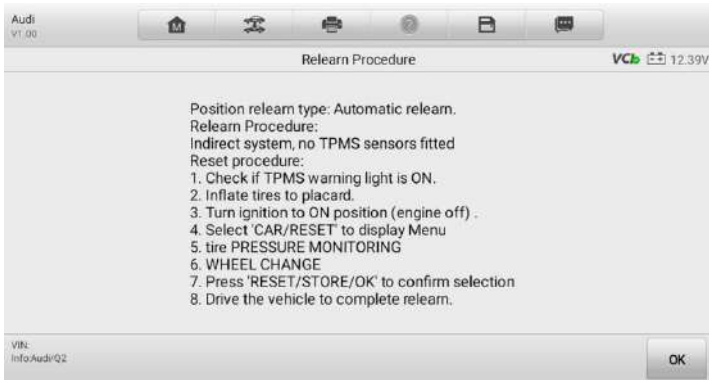 Audi
V1.00
M
Relearn Procedure
VCI 12.39V
Position relearn type: Automatic relearn.
Relearn Procedure:
Indirect system, no TPMS sensors fitted
Reset procedure:
1. Check if TPMS warning light is ON.
2. Inflate tires to placard.
3. Turn ignition to ON position (engine off) .
4. Select 'CAR/RESET' to display Menu
5. tire PRESSURE MONITORING
6. WHEEL CHANGE
7. Press 'RESET/STORE/OK' to confirm selection
8. Drive the vehicle to complete relearn.
VIN:
Info:Audi/Q2
OK